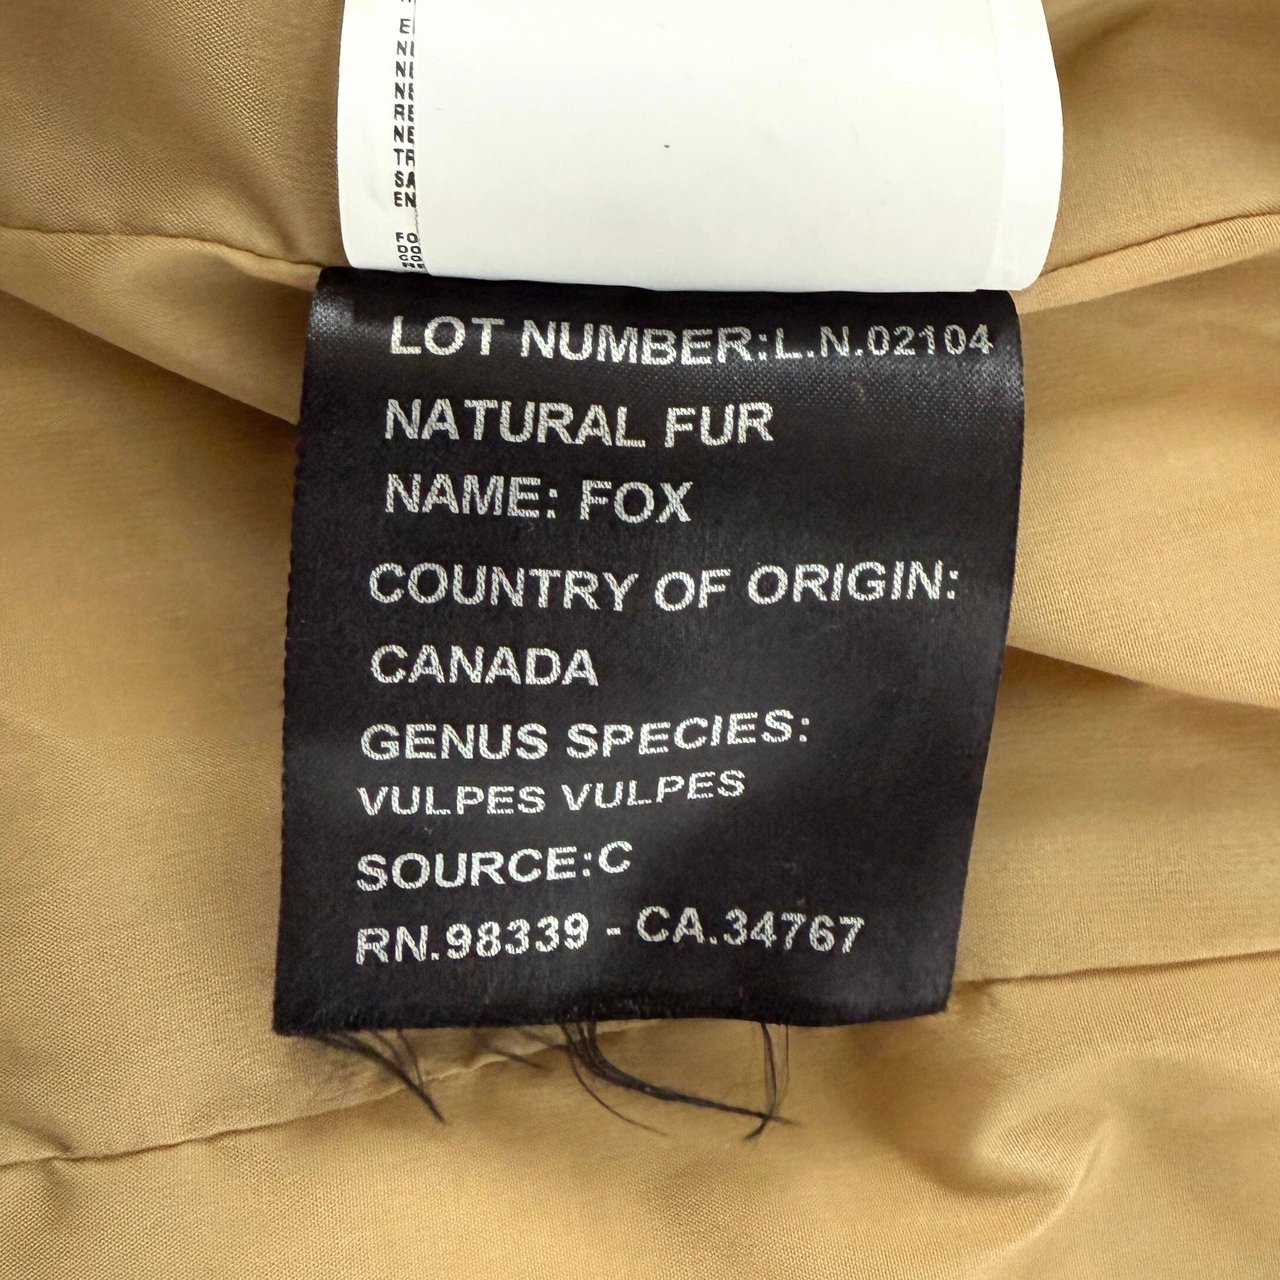 LOT NUMBER:L.N.02104
NATURAL FUR
NAME: FOX
COUNTRY OF ORIGIN:
CANADA
GENUS SPECIES:
VULPES VULPES
SOURCE:C
RN.98339 - CA.34767